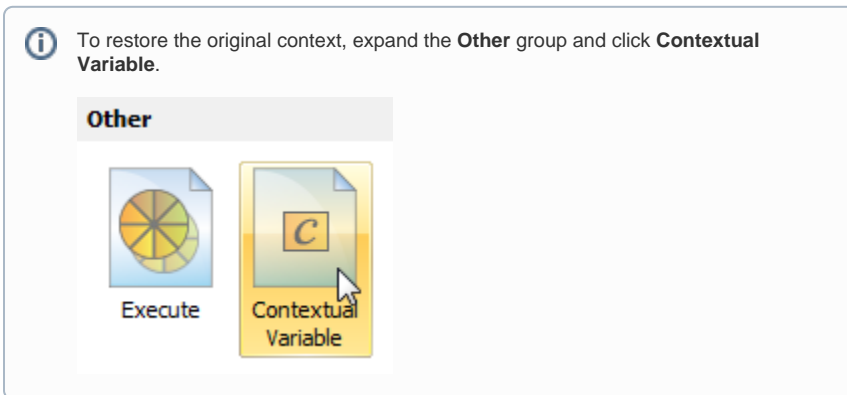 To restore the original context, expand the Other group and click Contextual
Variable.
Other
C
Execute
Contextual
Variable